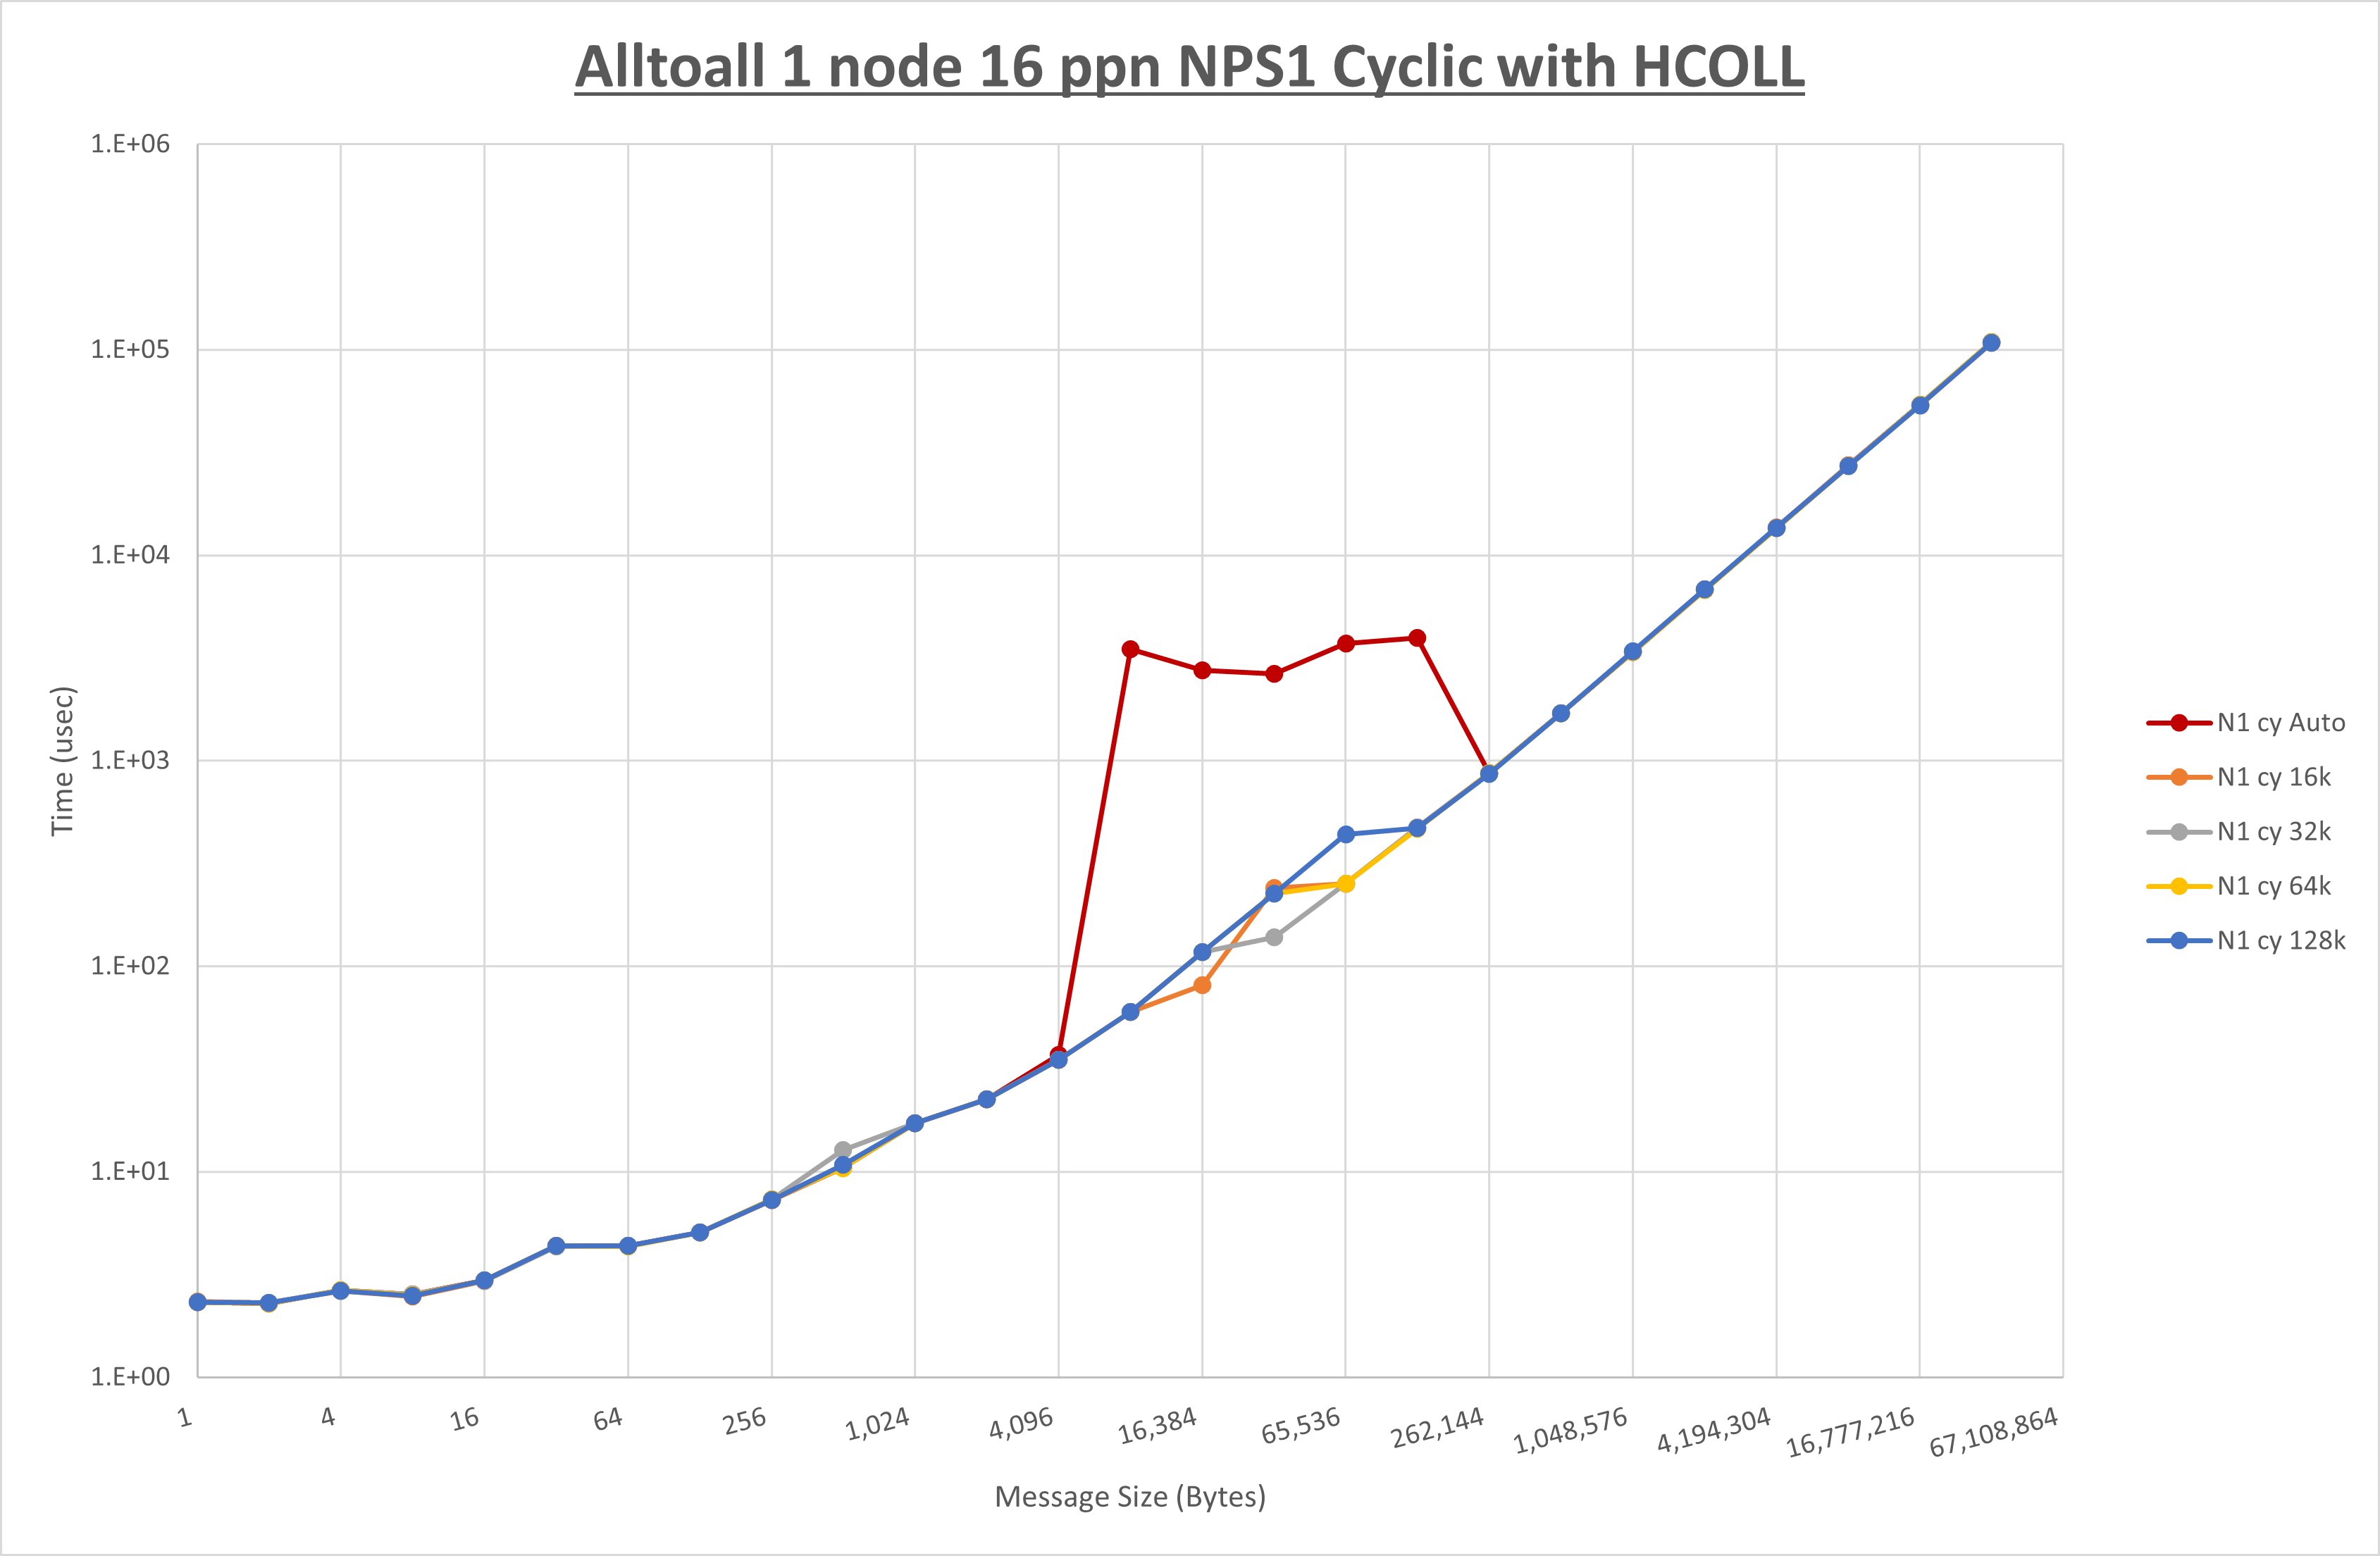 Alltoall 1 node 16 ppn NPS1 Cyclic with HCOLL
1.E+06
1.E+05
1.E+04
1.E+03
1.E+02
1.E+01
1.E+00
Time (usec)
1
4
16
64
256
1,024
4,096
16,384
65,536
262,144
1,048,576
4,194,304
16,777,216
67,108,864
Message Size (Bytes)
N1 cy Auto
N1 cy 16k
N1 cy 32k
N1 cy 64k
N1 cy 128k